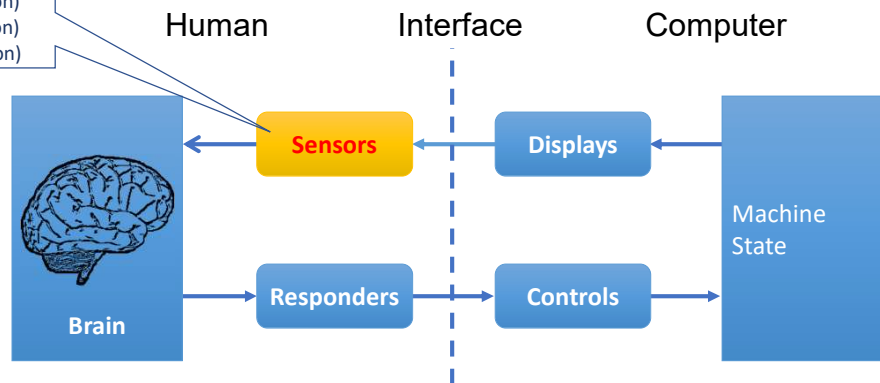 on)
on)
on)
Human Interface Computer
Sensors Displays
Machine
State
Responders Controls
Brain